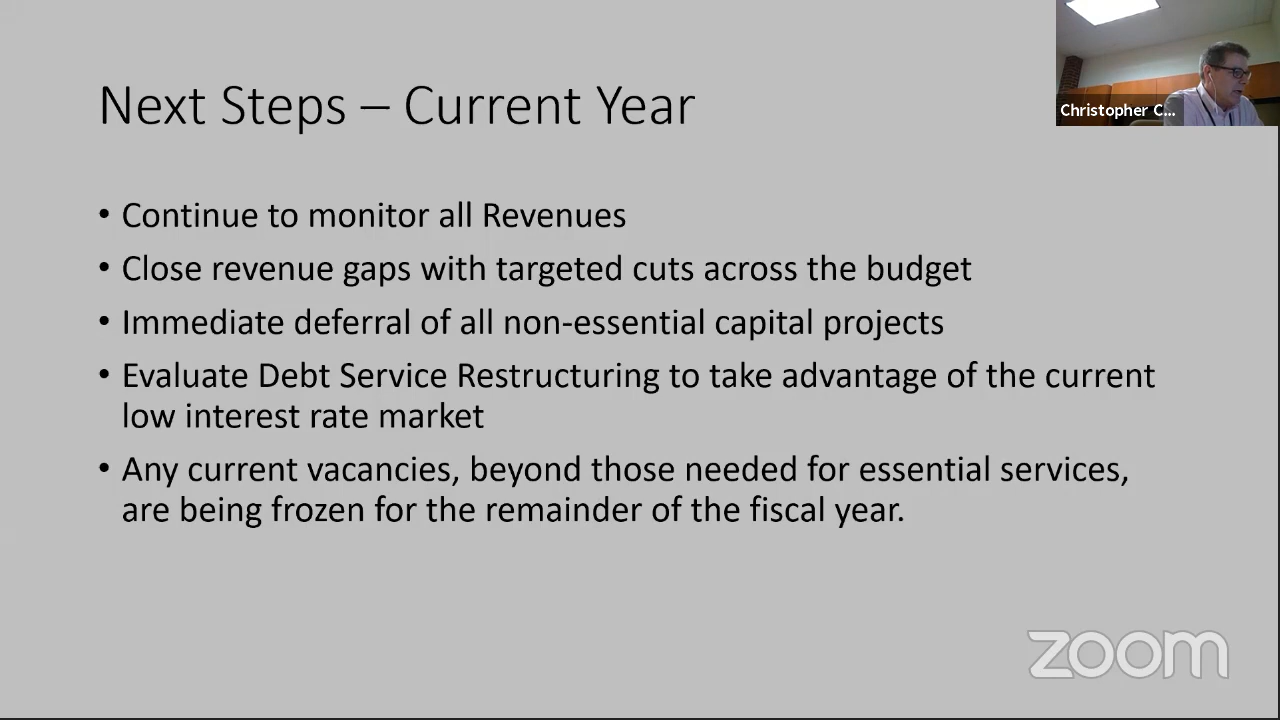 Next Steps – Current Year
Christopher C...
• Continue to monitor all Revenues
• Close revenue gaps with targeted cuts across the budget
• Immediate deferral of all non-essential capital projects
• Evaluate Debt Service Restructuring to take advantage of the current
low interest rate market
• Any current vacancies, beyond those needed for essential services,
are being frozen for the remainder of the fiscal year.
zoom